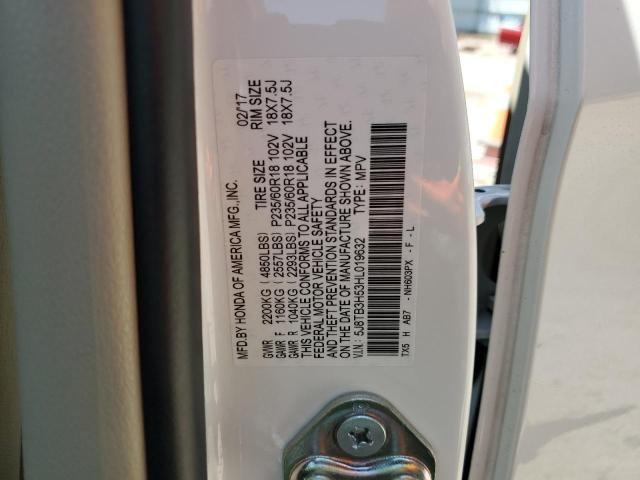 MFD.BY HONDA OF AMERICA MFG.,INC. 02/'17
TIRE SIZE RIM SIZE
GVWR 2200KG (4850LBS)
GAWR F 1160KG (2557LBS) P235/60R18 102V 18X7.5J
GAWR R 1040KG (2293LBS) P235/60R18 102V 18X7.5J
THIS VEHICLE CONFORMS TO ALL APPLICABLE
FEDERAL MOTOR VEHICLE SAFETY
AND THEFT PREVENTION STANDARDS IN EFFECT
ON THE DATE OF MANUFACTURE SHOWN ABOVE.
V.I.N.: 5J8TB3H53HL019632 TYPE: MPV
TX5 H AB7 - NH603PX - F - L